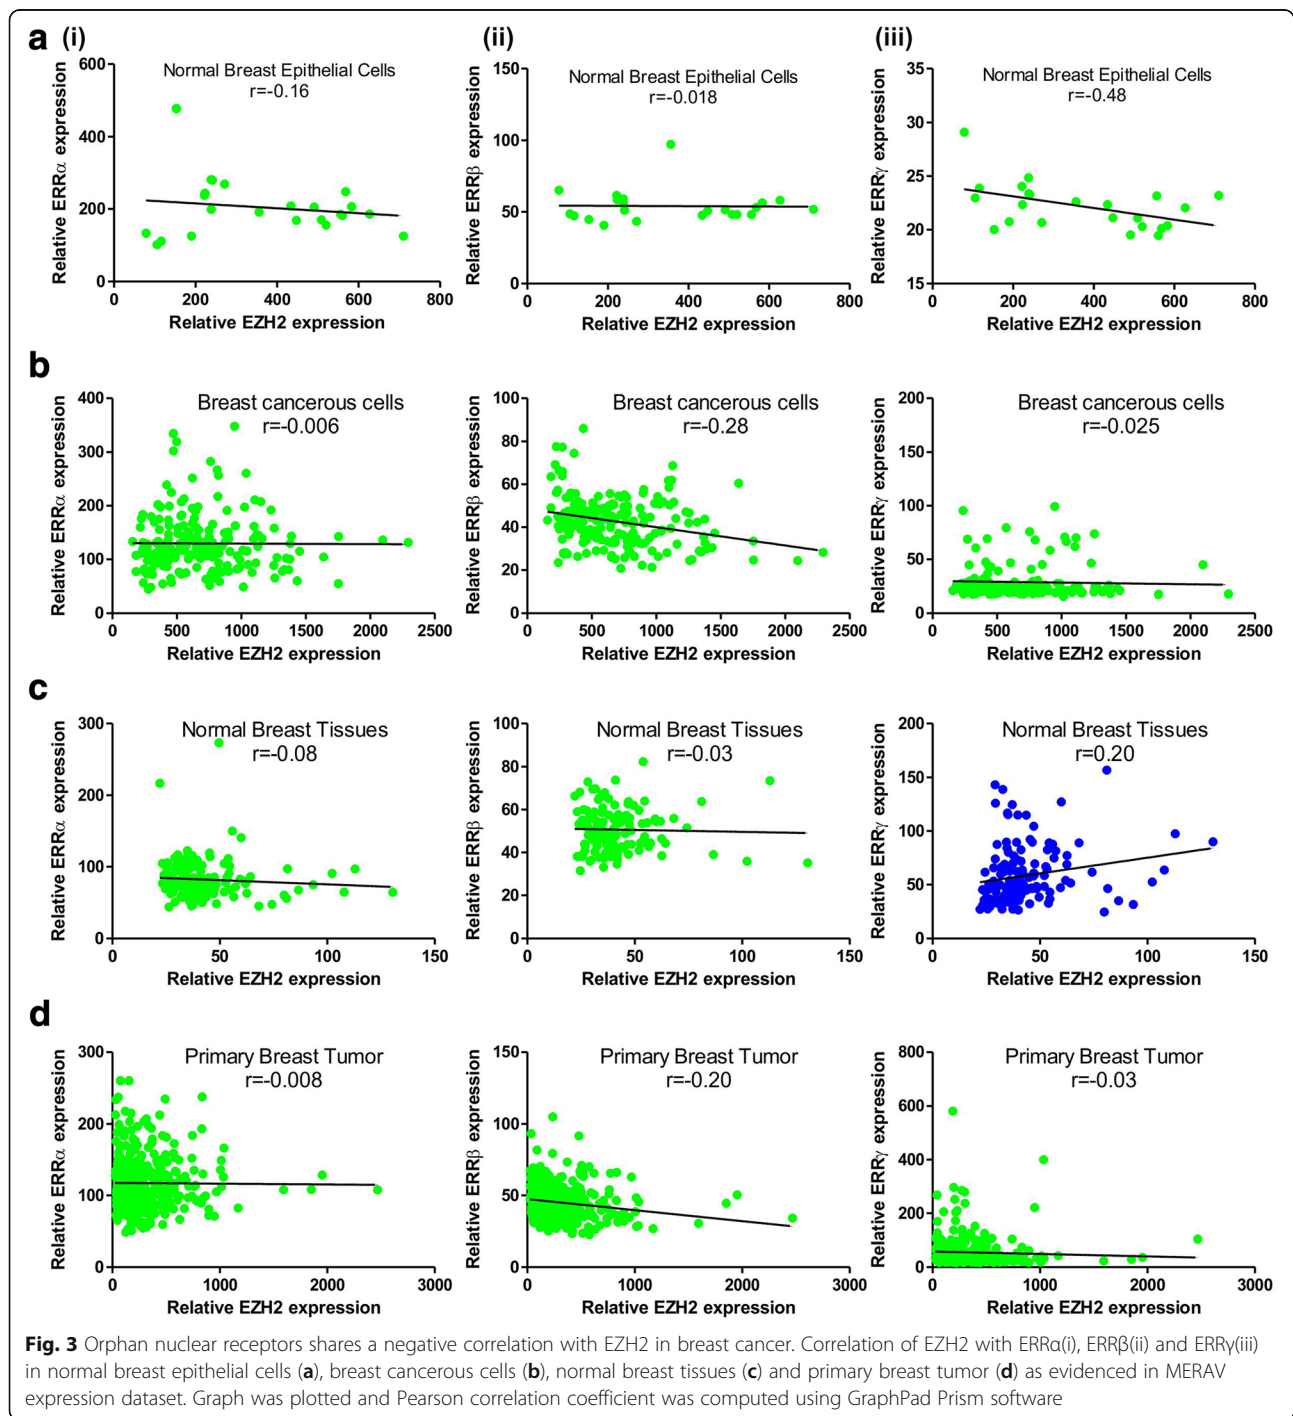 a (i) (ii) (iii)
Normal Breast Epithelial Cells
r=-0.16
Relative ERRα expression
600
400
200
0
0 200 400 600 800
Relative EZH2 expression
Normal Breast Epithelial Cells
r=-0.018
Relative ERRβ expression
150
100
50
0
0 200 400 600 800
Relative EZH2 expression
Normal Breast Epithelial Cells
r=-0.48
Relative ERRγ expression
35
30
25
20
15
0 200 400 600 800
Relative EZH2 expression
b
Breast cancerous cells
r=-0.006
Relative ERRα expression
400
300
200
100
0
0 500 1000 1500 2000 2500
Relative EZH2 expression
Breast cancerous cells
r=-0.28
Relative ERRβ expression
100
80
60
40
20
0
0 500 1000 1500 2000 2500
Relative EZH2 expression
Breast cancerous cells
r=-0.025
Relative ERRγ expression
200
150
100
50
0
0 500 1000 1500 2000 2500
Relative EZH2 expression
c
Normal Breast Tissues
r=-0.08
Relative ERRα expression
300
200
100
0
0 50 100 150
Relative EZH2 expression
Normal Breast Tissues
r=-0.03
Relative ERRβ expression
100
80
60
40
20
0
0 50 100 150
Relative EZH2 expression
Normal Breast Tissues
r=0.20
Relative ERRγ expression
200
150
100
50
0
0 50 100 150
Relative EZH2 expression
d
Primary Breast Tumor
r=-0.008
Relative ERRα expression
300
200
100
0
0 1000 2000 3000
Relative EZH2 expression
Primary Breast Tumor
r=-0.20
Relative ERRβ expression
150
100
50
0
0 1000 2000 3000
Relative EZH2 expression
Primary Breast Tumor
r=-0.03
Relative ERRγ expression
800
600
400
200
0
0 1000 2000 3000
Relative EZH2 expression
Fig. 3 Orphan nuclear receptors shares a negative correlation with EZH2 in breast cancer. Correlation of EZH2 with ERRα(i), ERRβ(ii) and ERRγ(iii)
in normal breast epithelial cells (a), breast cancerous cells (b), normal breast tissues (c) and primary breast tumor (d) as evidenced in MERAV
expression dataset. Graph was plotted and Pearson correlation coefficient was computed using GraphPad Prism software